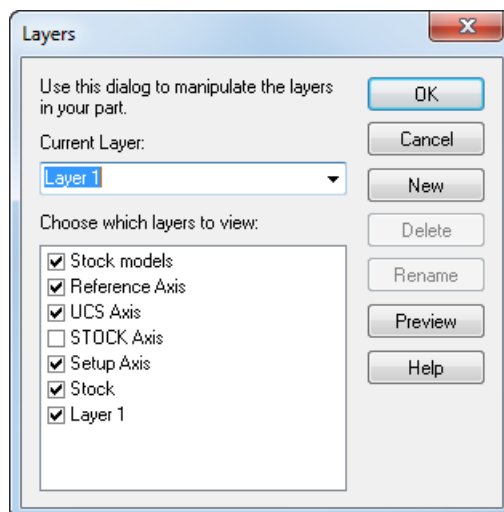 Layers
Use this dialog to manipulate the layers
in your part.
Current Layer:
Layer 1
Choose which layers to view:
Stock models
Reference Axis
UCS Axis
STOCK Axis
Setup Axis
Stock
Layer 1
OK
Cancel
New
Delete
Rename
Preview
Help